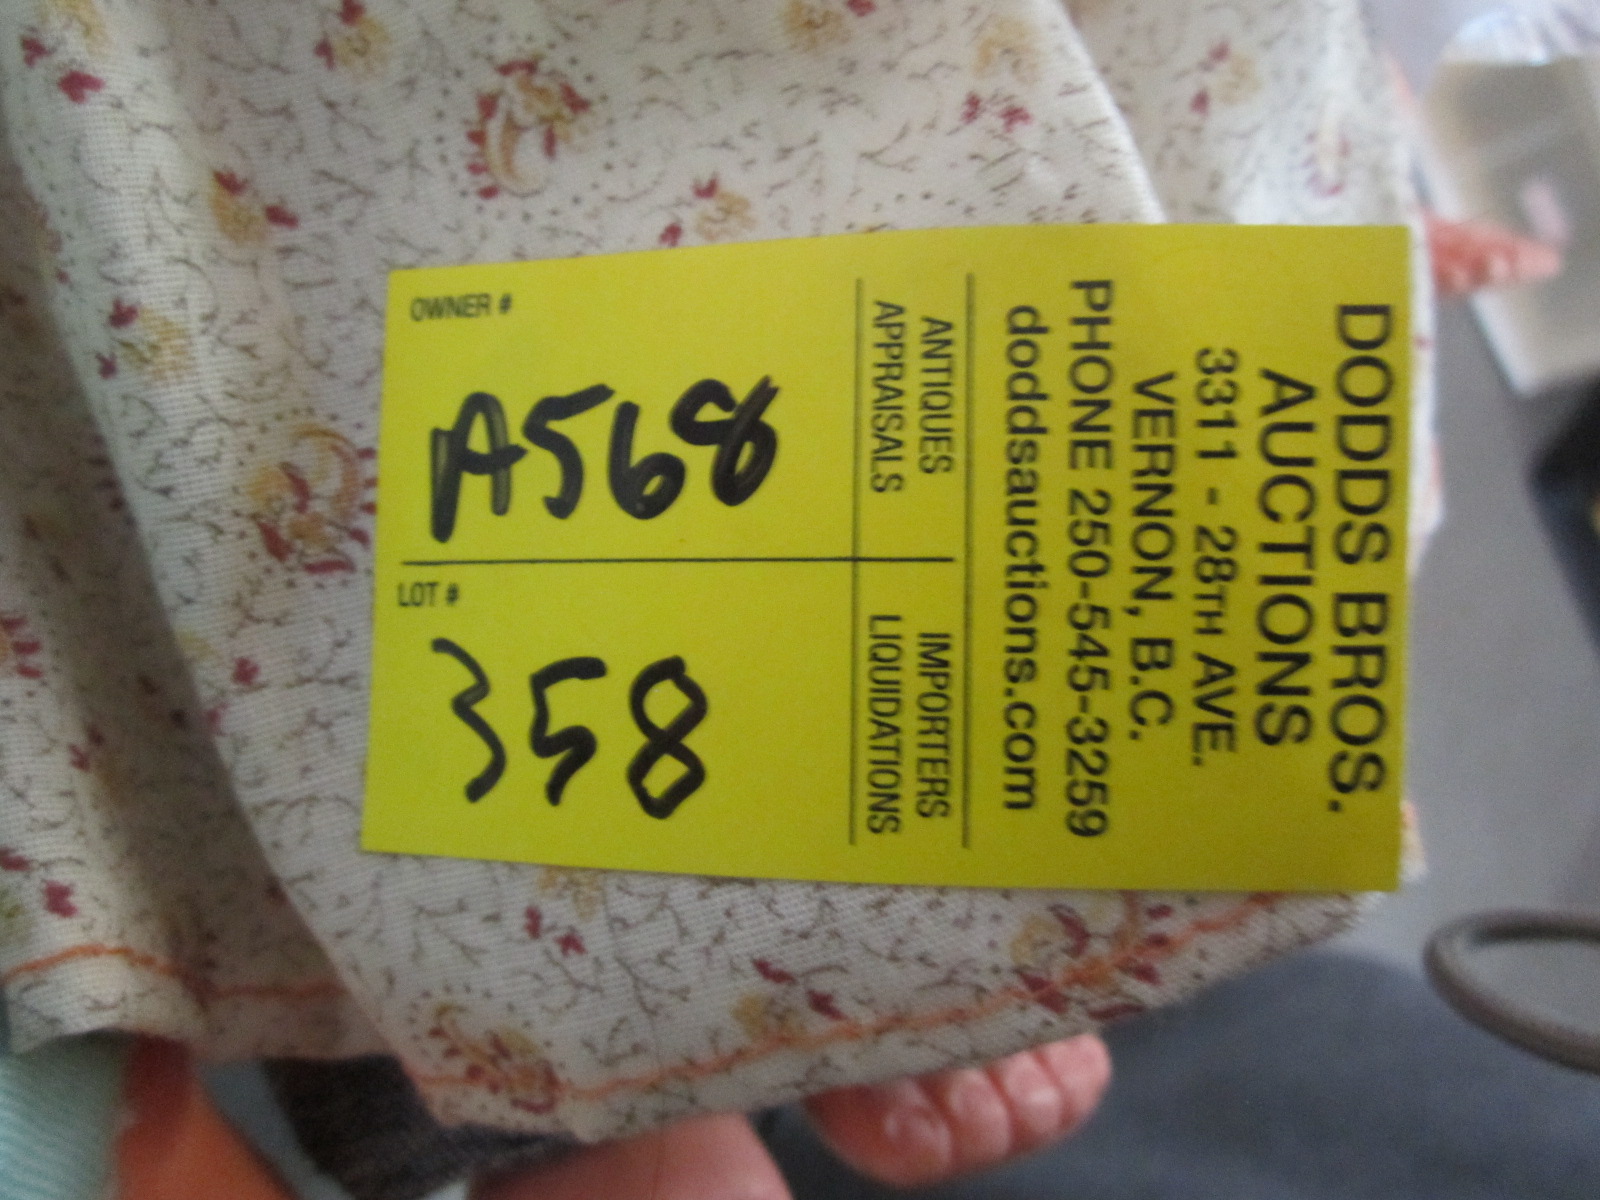 DODDS BROS.
AUCTIONS
3311 - 28TH AVE.
VERNON, B.C.
PHONE 250-545-3259
doddsauctions.com
ANTIQUES IMPORTERS
APPRAISALS LIQUIDATIONS
OWNER # LOT #
A568 358